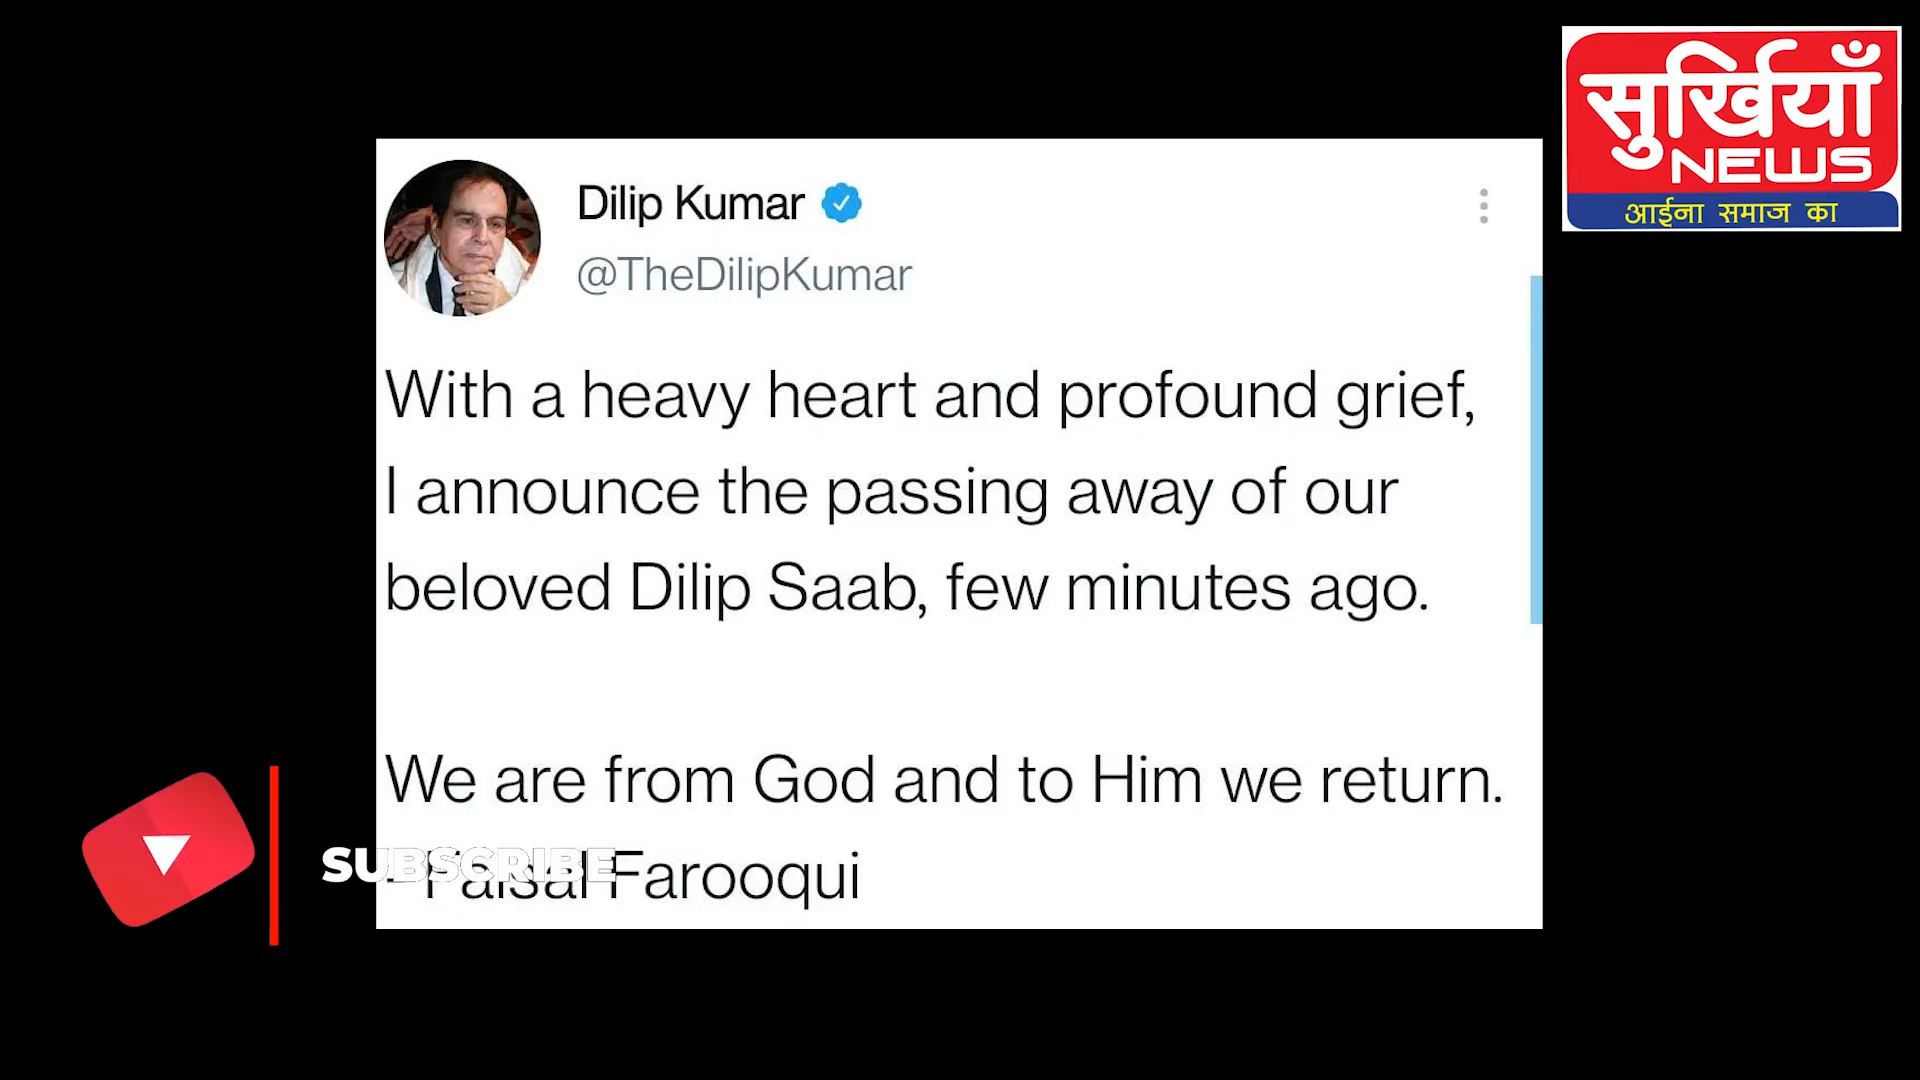 सुर्खियाँ
NEWS
आईना समाज का
Dilip Kumar
@TheDilipKumar
With a heavy heart and profound grief,
I announce the passing away of our
beloved Dilip Saab, few minutes ago.
We are from God and to Him we return.
- Faisal Farooqui
SUBSCRIBE